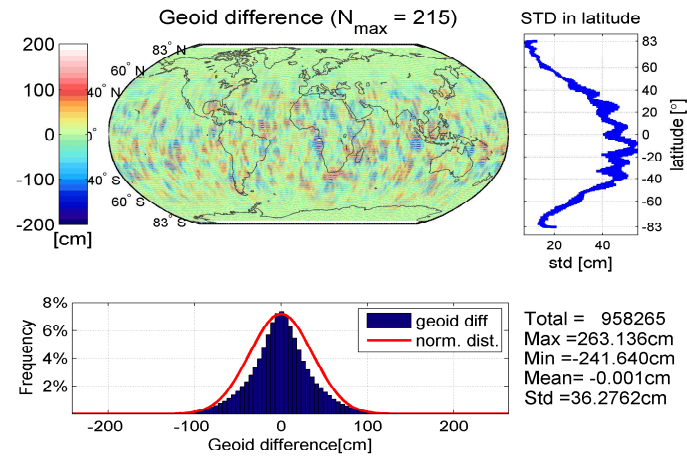 Geoid difference (N_max = 215)
STD in latitude
200
100
0
-100
-200
[cm]
83° N
60° N
40° N
0°
40° S
60° S
83° S
83
60
40
20
0
-20
-40
-60
-83
latitude [°]
20 40
std [cm]
8%
6%
4%
2%
Frequency
geoid diff
norm. dist.
-200 -100 0 100 200
Geoid difference[cm]
Total = 958265
Max =263.136cm
Min =-241.640cm
Mean= -0.001cm
Std =36.2762cm